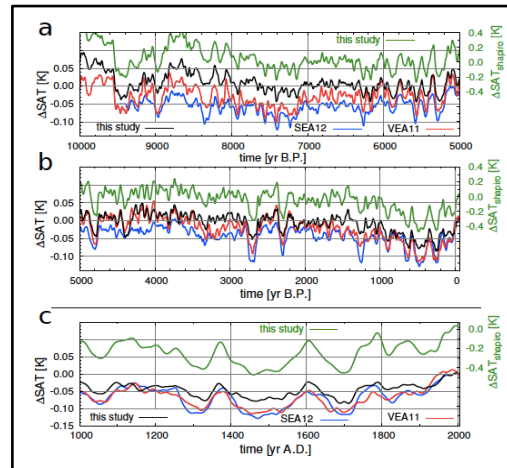 a
this study
0.4
0.2
0.0
-0.2
-0.4
ΔSAT_shapiro [K]
ΔSAT [K]
0.05
0.00
-0.05
-0.10
this study
SEA12
VEA11
10000
9000
8000
7000
6000
5000
time [yr B.P.]
b
0.4
0.2
0.0
-0.2
-0.4
ΔSAT_shapiro [K]
ΔSAT [K]
0.05
0.00
-0.05
-0.10
5000
4000
3000
2000
1000
0
time [yr B.P.]
c
this study
0.0
-0.2
-0.4
ΔSAT_shapiro [K]
ΔSAT [K]
0.05
0.00
-0.05
-0.10
-0.15
this study
SEA12
VEA11
1000
1200
1400
1600
1800
2000
time [yr A.D.]